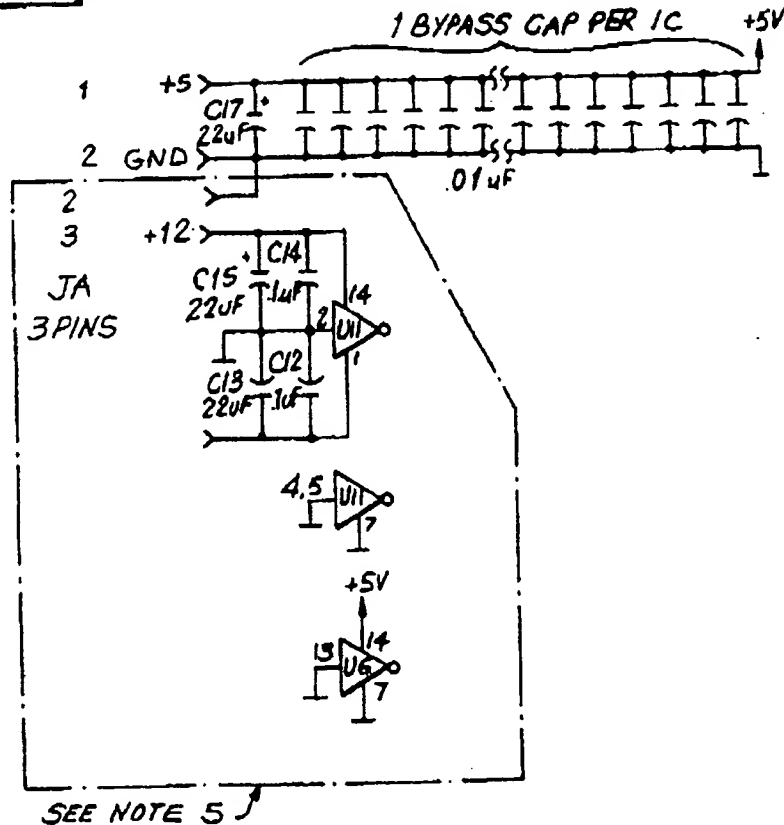 1 BYPASS CAP PER IC
+5V
1 +5
C17 +
22uF
2 GND
.01uF
2
3 +12
JA
3 PINS
+ C14
C15 .1uF
22uF
14
2 U11
1
C13 C12
22uF .1uF
4,5 U11
7
+5V
14
13 U6
7
SEE NOTE 5